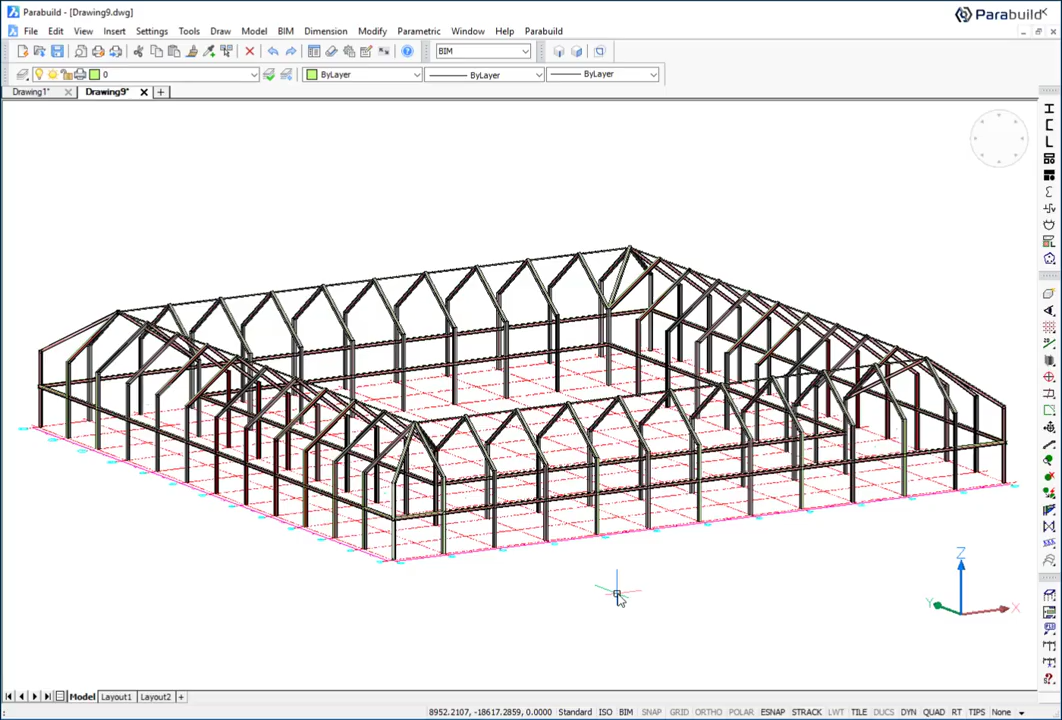 Parabuild - [Drawing9.dwg]
Parabuild
File Edit View Insert Settings Tools Draw Model BIM Dimension Modify Parametric Window Help Parabuild
BIM
0 ByLayer ByLayer ByLayer
Drawing1* Drawing9*
Z
Y X
Model Layout1 Layout2
: 8952.2107, -18617.2859, 0.0000 Standard ISO BIM SNAP GRID ORTHO POLAR ESNAP STRACK LWT TILE DUCS DYN QUAD RT TIPS None